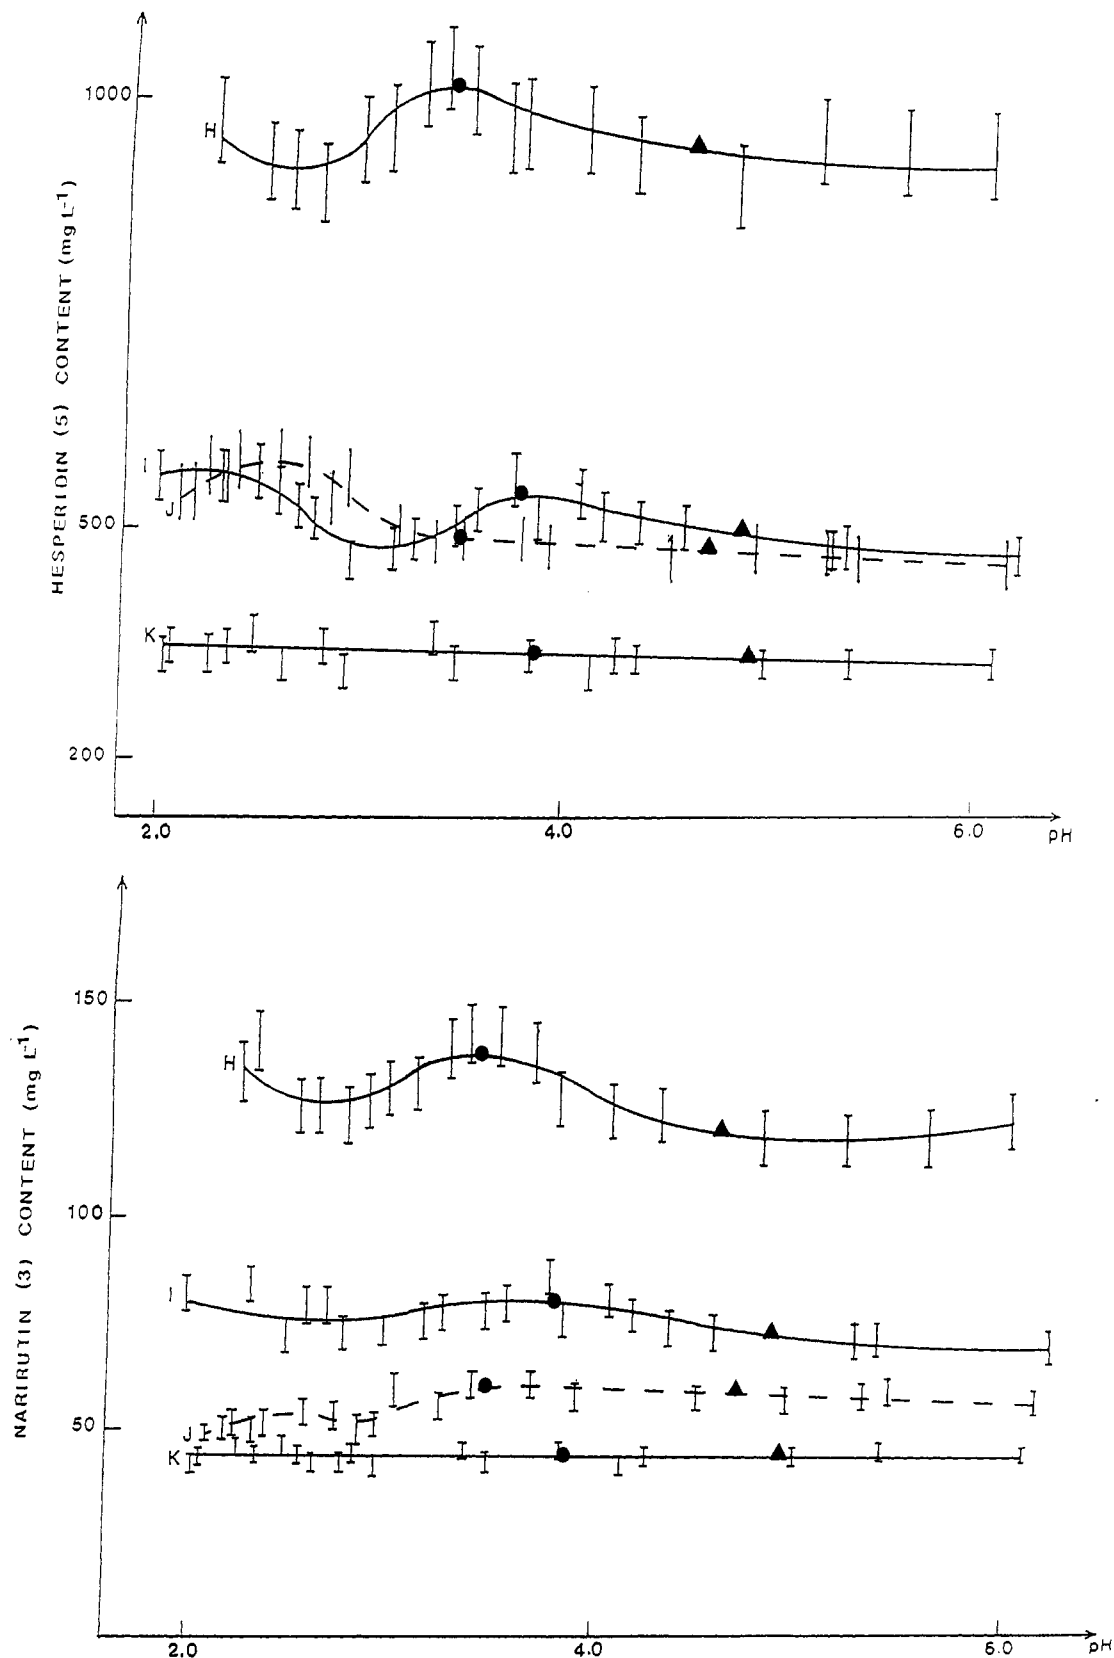 1000
H
HESPERIDIN (5) CONTENT (mg L-1)
I
J
500
K
200
2.0 4.0 6.0 pH
150
H
NARIRUTIN (3) CONTENT (mg L-1)
100
I
J
50
K
2.0 4.0 6.0 pH